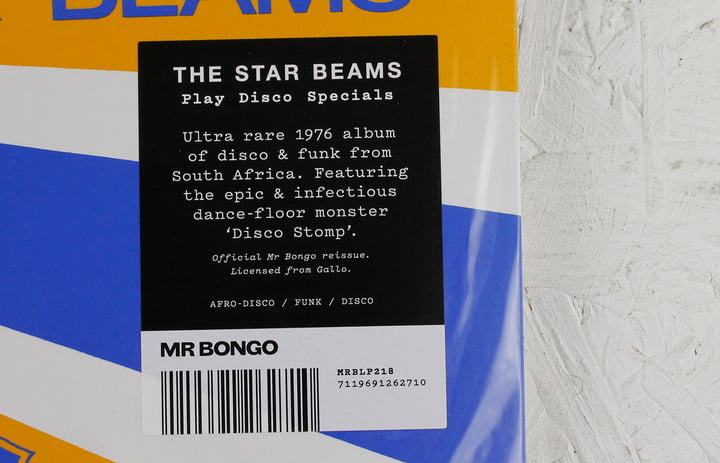 BEAMS
THE STAR BEAMS
Play Disco Specials
Ultra rare 1976 album
of disco & funk from
South Africa. Featuring
the epic & infectious
dance-floor monster
‘Disco Stomp’.
Official Mr Bongo reissue.
Licensed from Gallo.
AFRO-DISCO / FUNK / DISCO
MR BONGO
MRBLP218
7119691262710